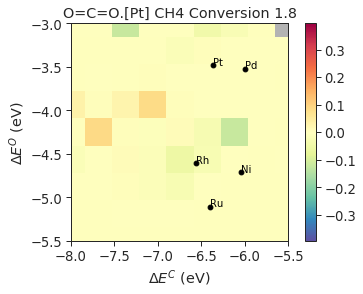 O=C=O.[Pt] CH4 Conversion 1.8
−3.0
−3.5
−4.0
−4.5
−5.0
−5.5
ΔE^O (eV)
Pt
Pd
Rh
Ni
Ru
−8.0 −7.5 −7.0 −6.5 −6.0 −5.5
ΔE^C (eV)
0.3
0.2
0.1
0.0
−0.1
−0.2
−0.3